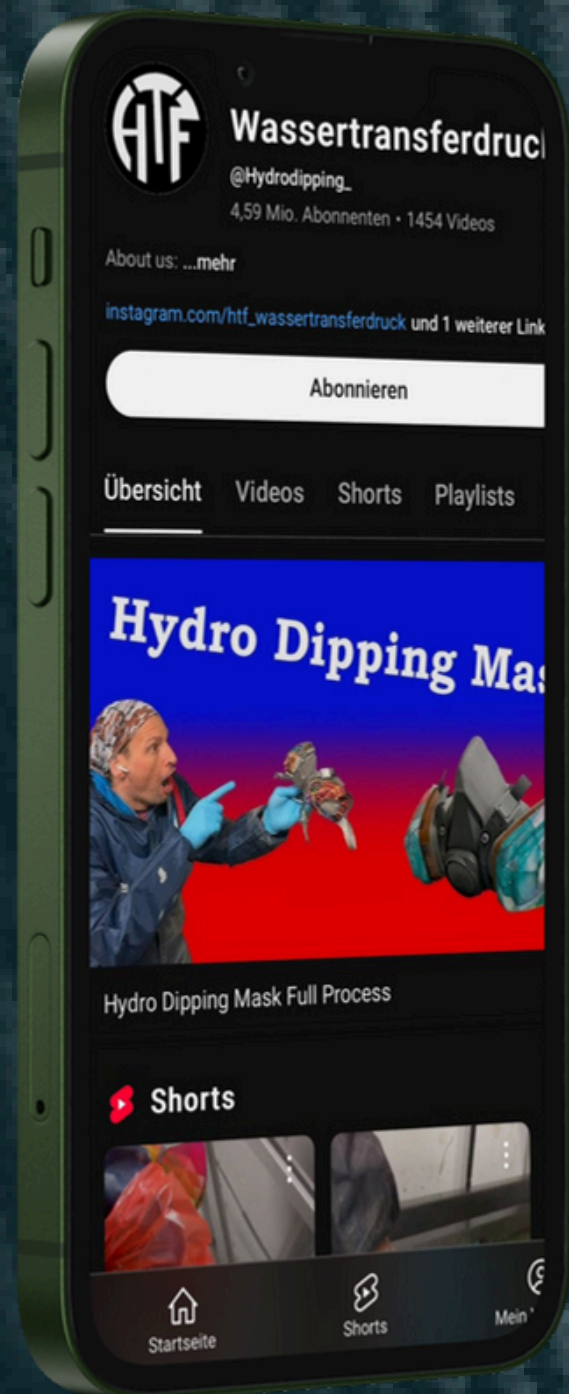 HTF
Wassertransferdruc
@Hydrodipping_
4,59 Mio. Abonnenten • 1454 Videos
About us: ...mehr
instagram.com/htf_wassertransferdruck und 1 weiterer Link
Abonnieren
Übersicht Videos Shorts Playlists
Hydro Dipping Mas
Hydro Dipping Mask Full Process
Shorts
Startseite Shorts Mein